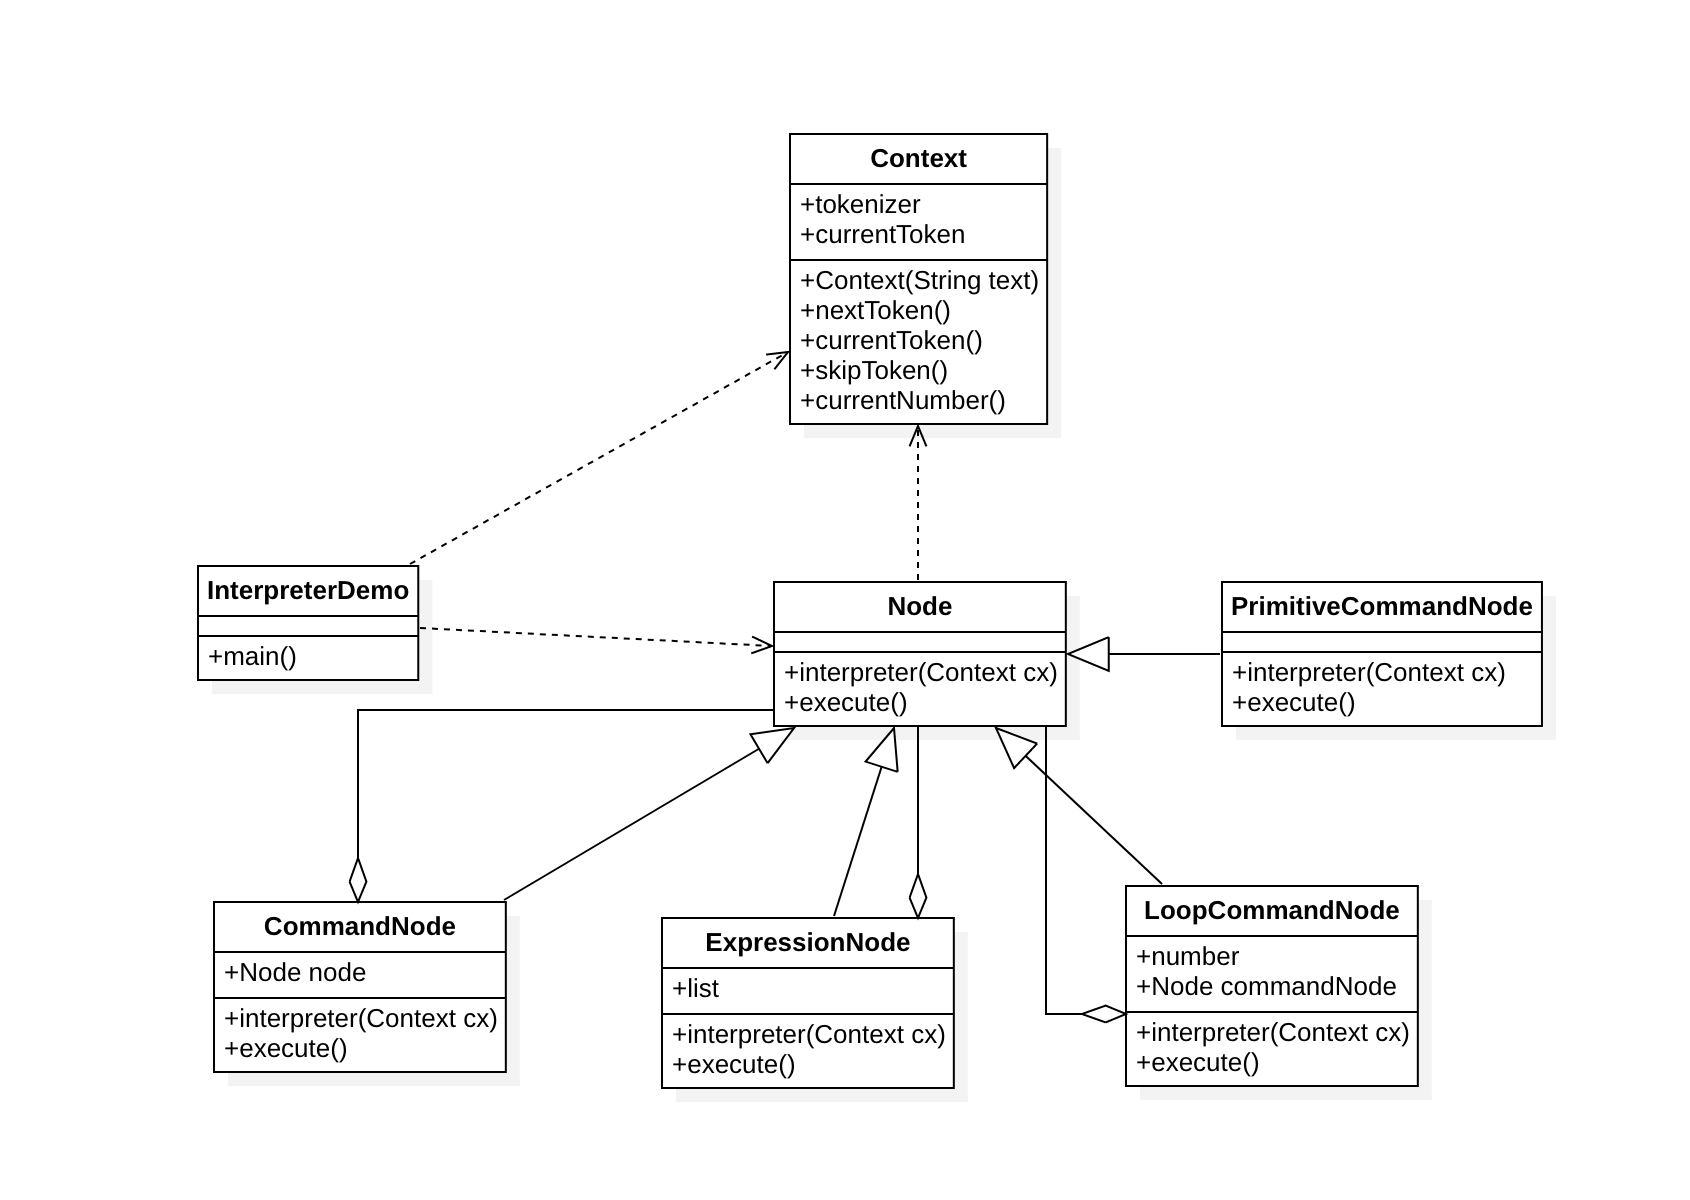 Context
+tokenizer
+currentToken
+Context(String text)
+nextToken()
+currentToken()
+skipToken()
+currentNumber()
InterpreterDemo
+main()
Node
+interpreter(Context cx)
+execute()
PrimitiveCommandNode
+interpreter(Context cx)
+execute()
CommandNode
+Node node
+interpreter(Context cx)
+execute()
ExpressionNode
+list
+interpreter(Context cx)
+execute()
LoopCommandNode
+number
+Node commandNode
+interpreter(Context cx)
+execute()